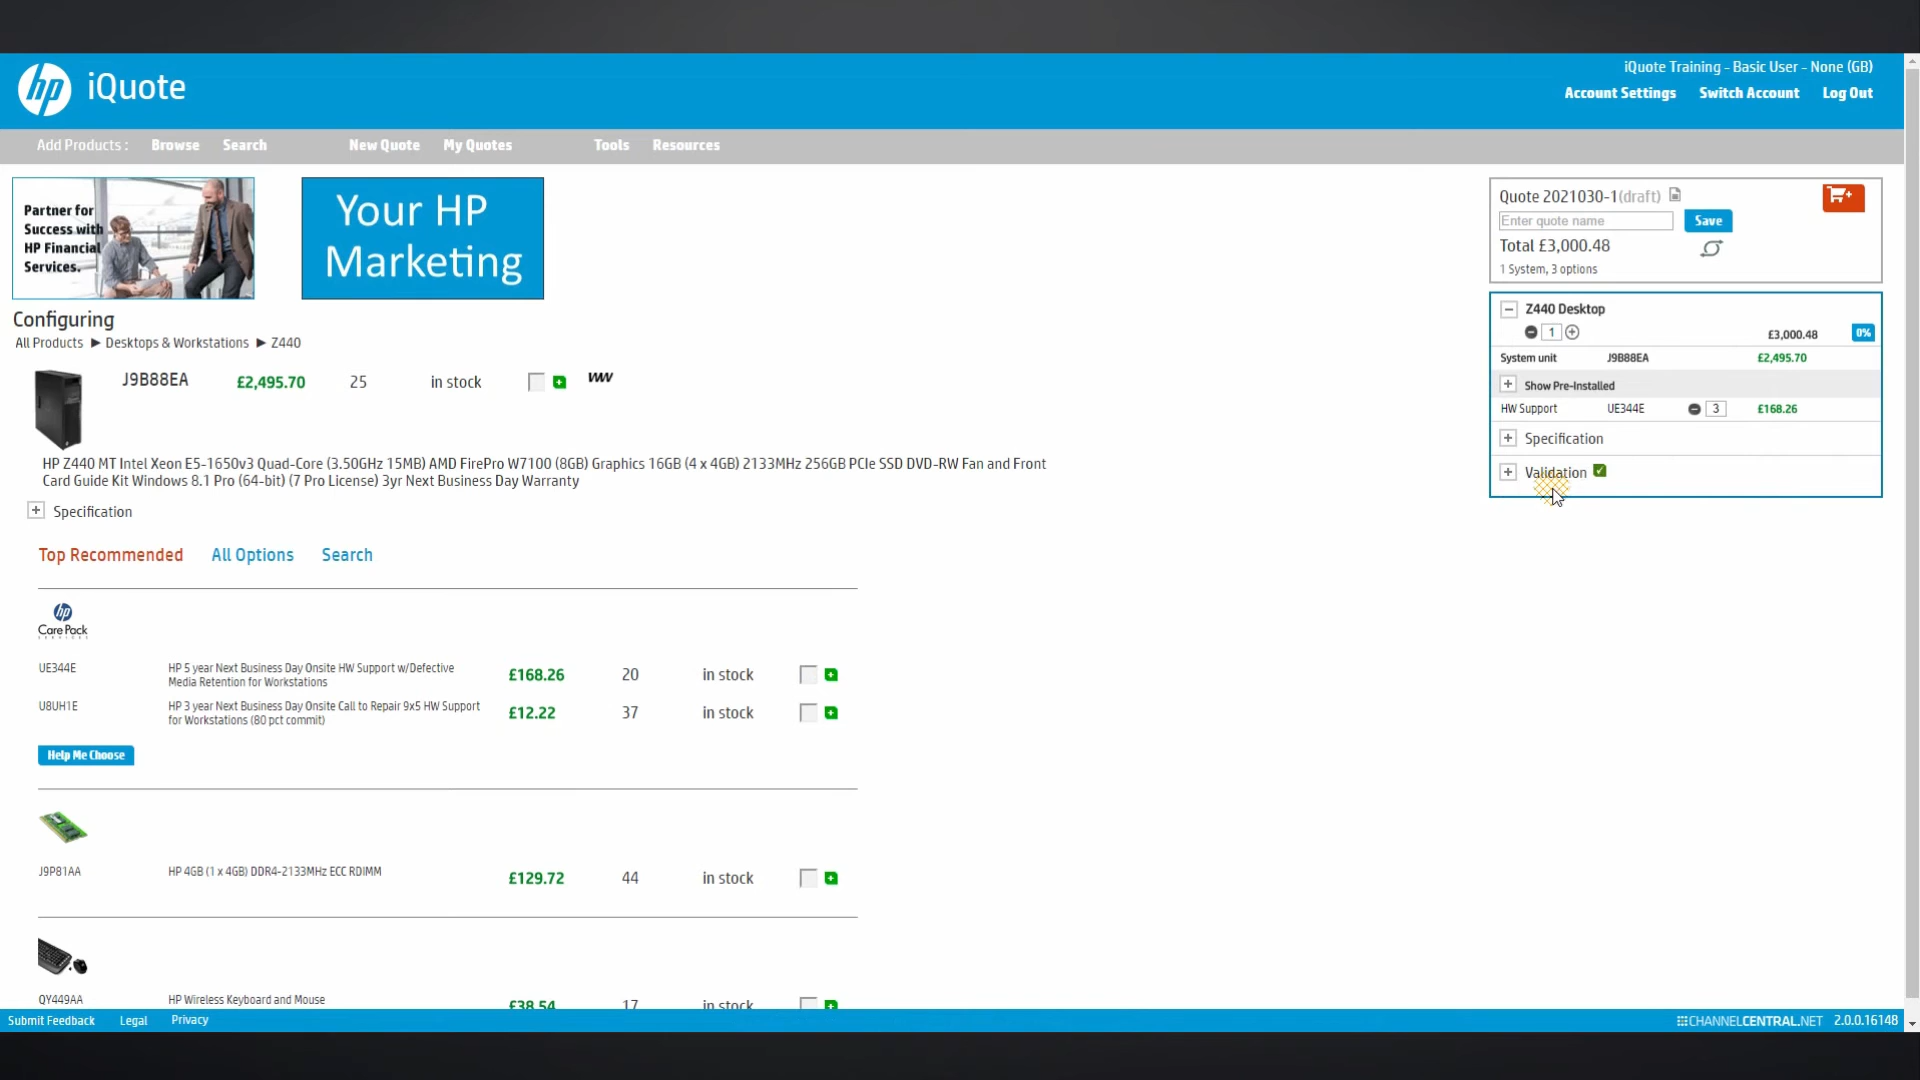 hp iQuote
iQuote Training - Basic User - None (GB)
Account Settings Switch Account Log Out
Add Products : Browse Search New Quote My Quotes Tools Resources
Partner for
Success with
HP Financial
Services.
Your HP
Marketing
Quote 2021030-1(draft)
Enter quote name Save
Total £3,000.48
1 System, 3 options
Z440 Desktop
1 £3,000.48 0%
System unit J9B88EA £2,495.70
Show Pre-Installed
HW Support UE344E 3 £168.26
Specification
Validation
Configuring
All Products ▶ Desktops & Workstations ▶ Z440
J9B88EA £2,495.70 25 in stock
HP Z440 MT Intel Xeon E5-1650v3 Quad-Core (3.50GHz 15MB) AMD FirePro W7100 (8GB) Graphics 16GB (4 x 4GB) 2133MHz 256GB PCIe SSD DVD-RW Fan and Front
Card Guide Kit Windows 8.1 Pro (64-bit) (7 Pro License) 3yr Next Business Day Warranty
Specification
Top Recommended All Options Search
hp
Care Pack
SERVICES
UE344E HP 5 year Next Business Day Onsite HW Support w/Defective
Media Retention for Workstations £168.26 20 in stock
U8UH1E HP 3 year Next Business Day Onsite Call to Repair 9x5 HW Support
for Workstations (80 pct commit) £12.22 37 in stock
Help Me Choose
J9P81AA HP 4GB (1 x 4GB) DDR4-2133MHz ECC RDIMM £129.72 44 in stock
QY449AA HP Wireless Keyboard and Mouse £38.54 17 in stock
Submit Feedback Legal Privacy CHANNELCENTRAL.NET 2.0.0.16148